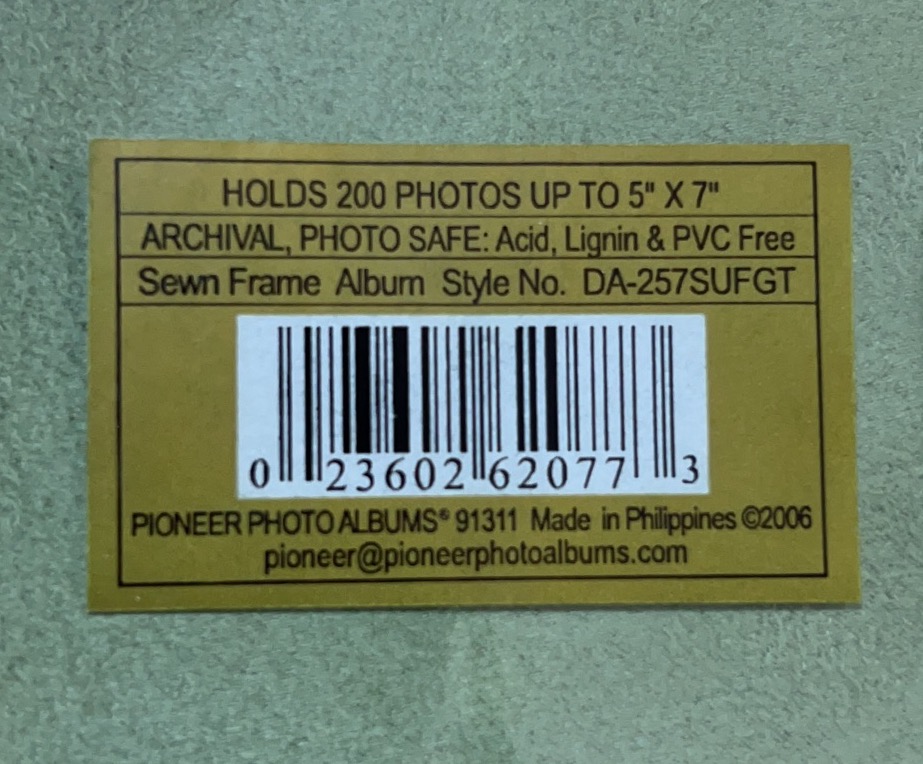 HOLDS 200 PHOTOS UP TO 5" X 7"
ARCHIVAL, PHOTO SAFE: Acid, Lignin & PVC Free
Sewn Frame Album Style No. DA-257SUFGT
0 23602 62077 3
PIONEER PHOTO ALBUMS® 91311 Made in Philippines ©2006
pioneer@pioneerphotoalbums.com